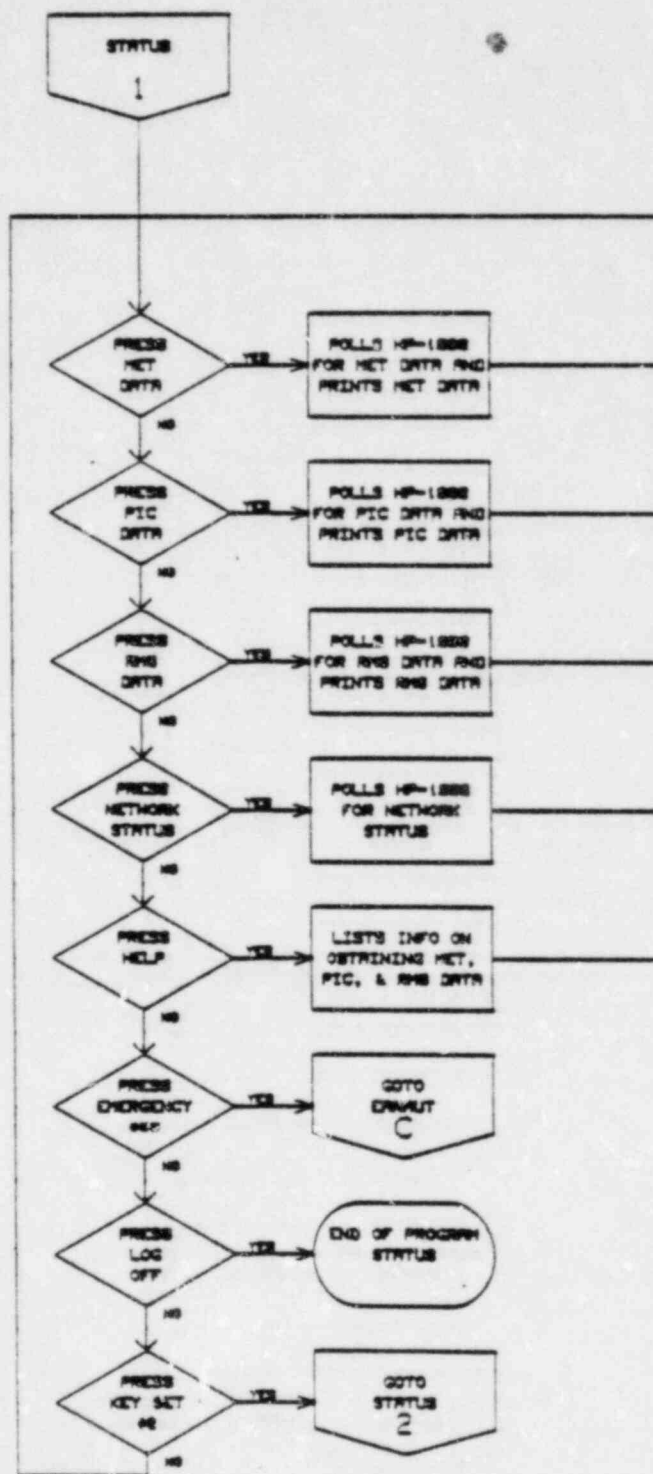 STATUS
1
PRESS
MET
DATA
YES
POLLS HP-1000
FOR MET DATA AND
PRINTS MET DATA
NO
PRESS
PIC
DATA
YES
POLLS HP-1000
FOR PIC DATA AND
PRINTS PIC DATA
NO
PRESS
RMS
DATA
YES
POLLS HP-1000
FOR RMS DATA AND
PRINTS RMS DATA
NO
PRESS
NETWORK
STATUS
YES
POLLS HP-1000
FOR NETWORK
STATUS
NO
PRESS
HELP
YES
LISTS INFO ON
OBTAINING MET,
PIC, & RMS DATA
NO
PRESS
EMERGENCY
YES
GOTO
C
NO
PRESS
LOG
OFF
YES
END OF PROGRAM
STATUS
NO
PRESS
KEY SET
#2
YES
GOTO
STATUS
2
NO